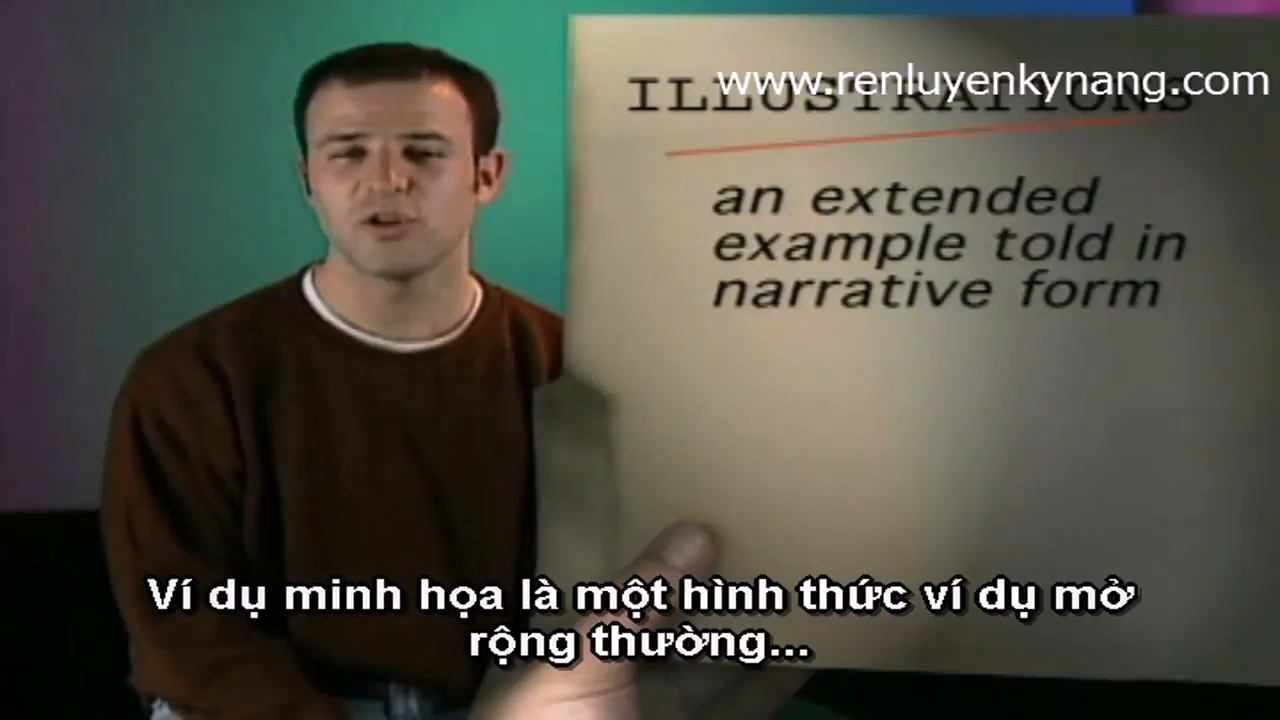 www.renluyenkynang.com
ILLUSTRATIONS
an extended
example told in
narrative form
Ví dụ minh họa là một hình thức ví dụ mở
rộng thường...